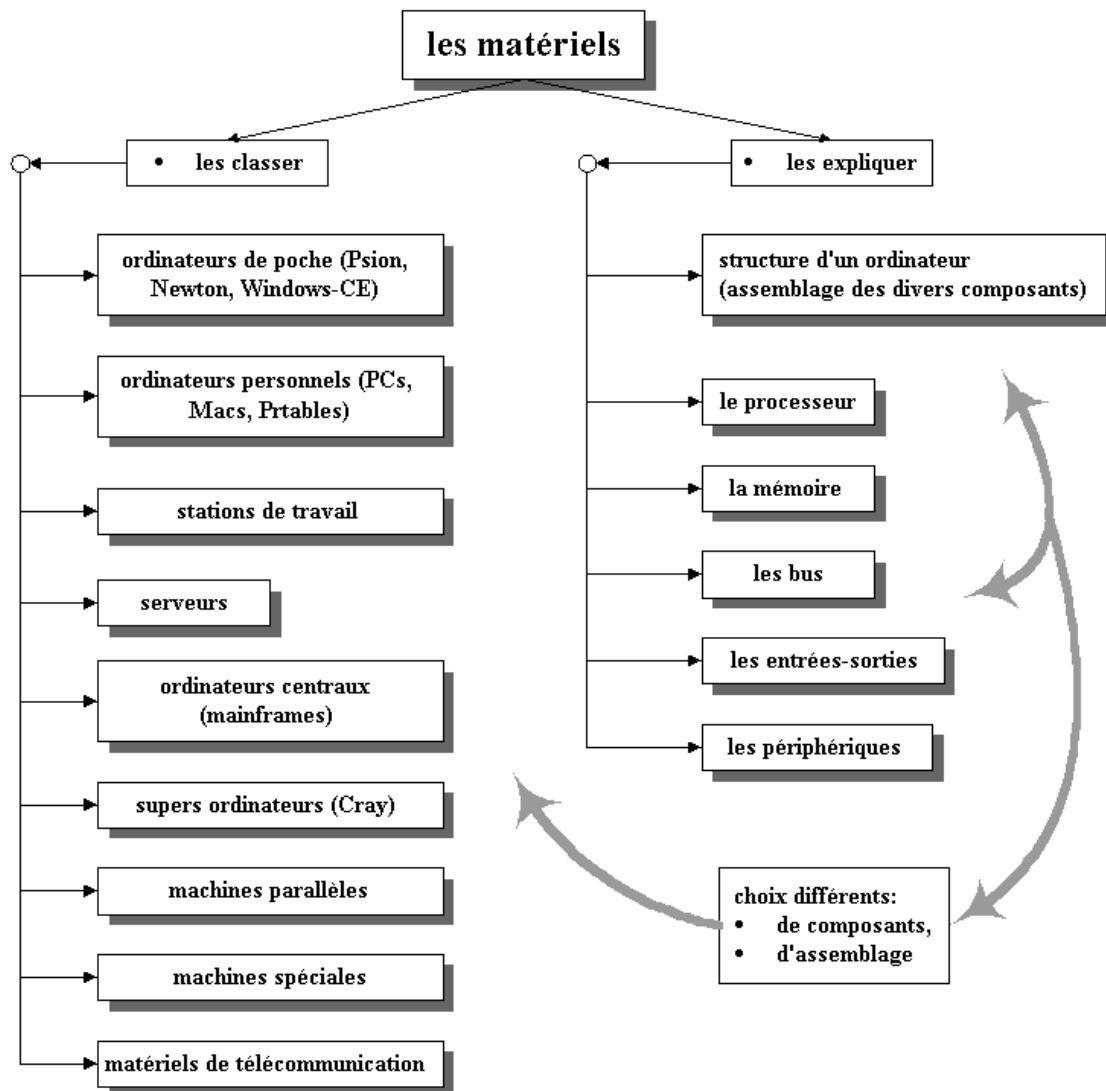 les matériels
• les classer
ordinateurs de poche (Psion,
Newton, Windows-CE)
ordinateurs personnels (PCs,
Macs, Prtables)
stations de travail
serveurs
ordinateurs centraux
(mainframes)
supers ordinateurs (Cray)
machines parallèles
machines spéciales
matériels de télécommunication
• les expliquer
structure d'un ordinateur
(assemblage des divers composants)
le processeur
la mémoire
les bus
les entrées-sorties
les périphériques
choix différents:
• de composants,
• d'assemblage